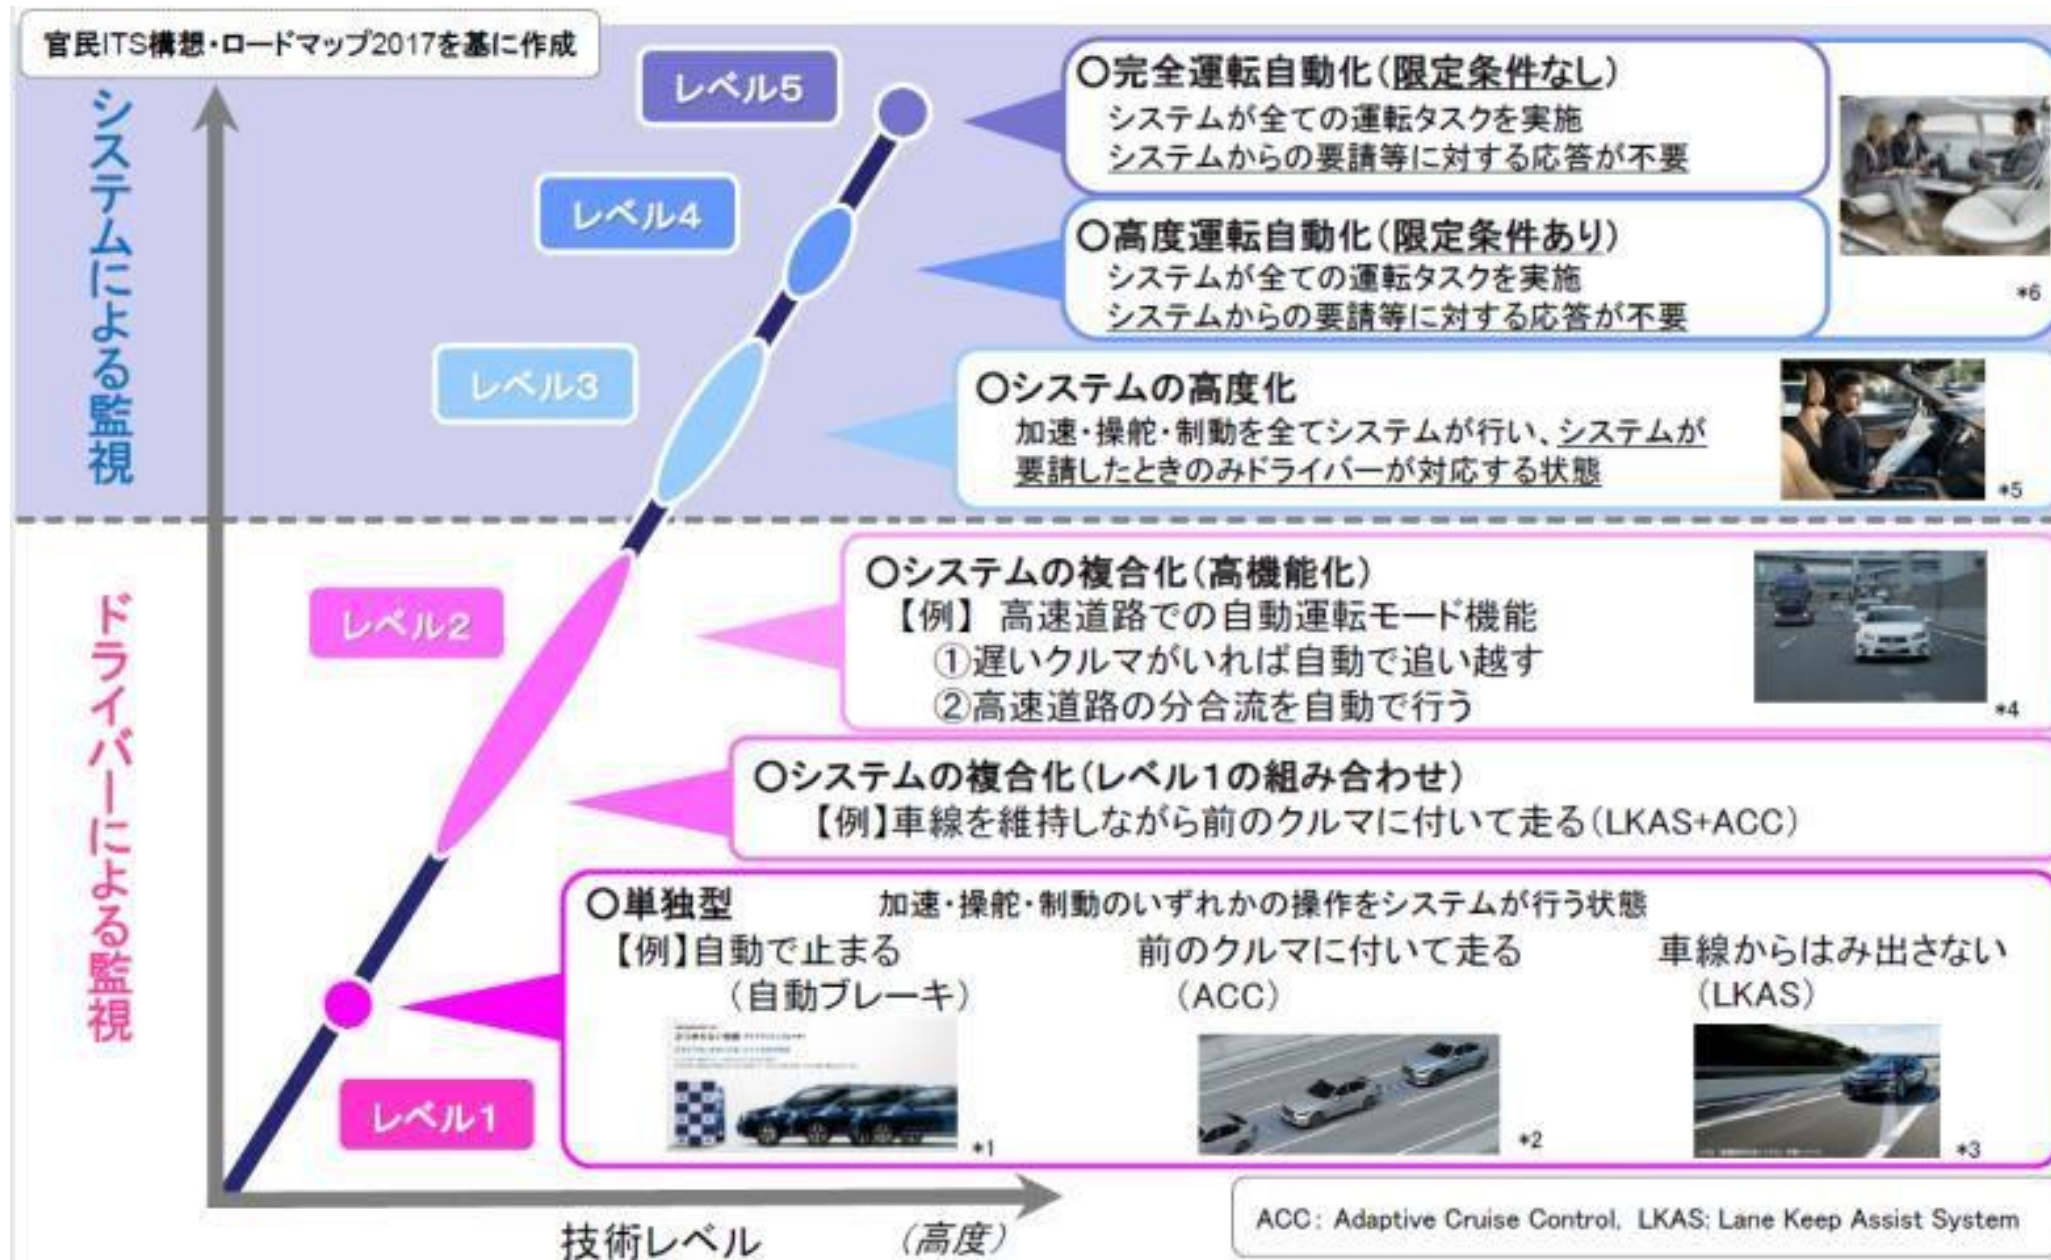 官民ITS構想・ロードマップ2017を基に作成
システムによる監視
ドライバーによる監視
レベル5
○完全運転自動化(限定条件なし)
システムが全ての運転タスクを実施
システムからの要請等に対する応答が不要
レベル4
○高度運転自動化(限定条件あり)
システムが全ての運転タスクを実施
システムからの要請等に対する応答が不要
*6
レベル3
○システムの高度化
加速・操舵・制動を全てシステムが行い、システムが
要請したときのみドライバーが対応する状態
*5
レベル2
○システムの複合化(高機能化)
【例】 高速道路での自動運転モード機能
①遅いクルマがいれば自動で追い越す
②高速道路の分合流を自動で行う
*4
○システムの複合化(レベル1の組み合わせ)
【例】車線を維持しながら前のクルマに付いて走る(LKAS+ACC)
レベル1
○単独型 加速・操舵・制動のいずれかの操作をシステムが行う状態
【例】自動で止まる
(自動ブレーキ)
*1
前のクルマに付いて走る
(ACC)
*2
車線からはみ出さない
(LKAS)
*3
技術レベル (高度)
ACC: Adaptive Cruise Control, LKAS: Lane Keep Assist System